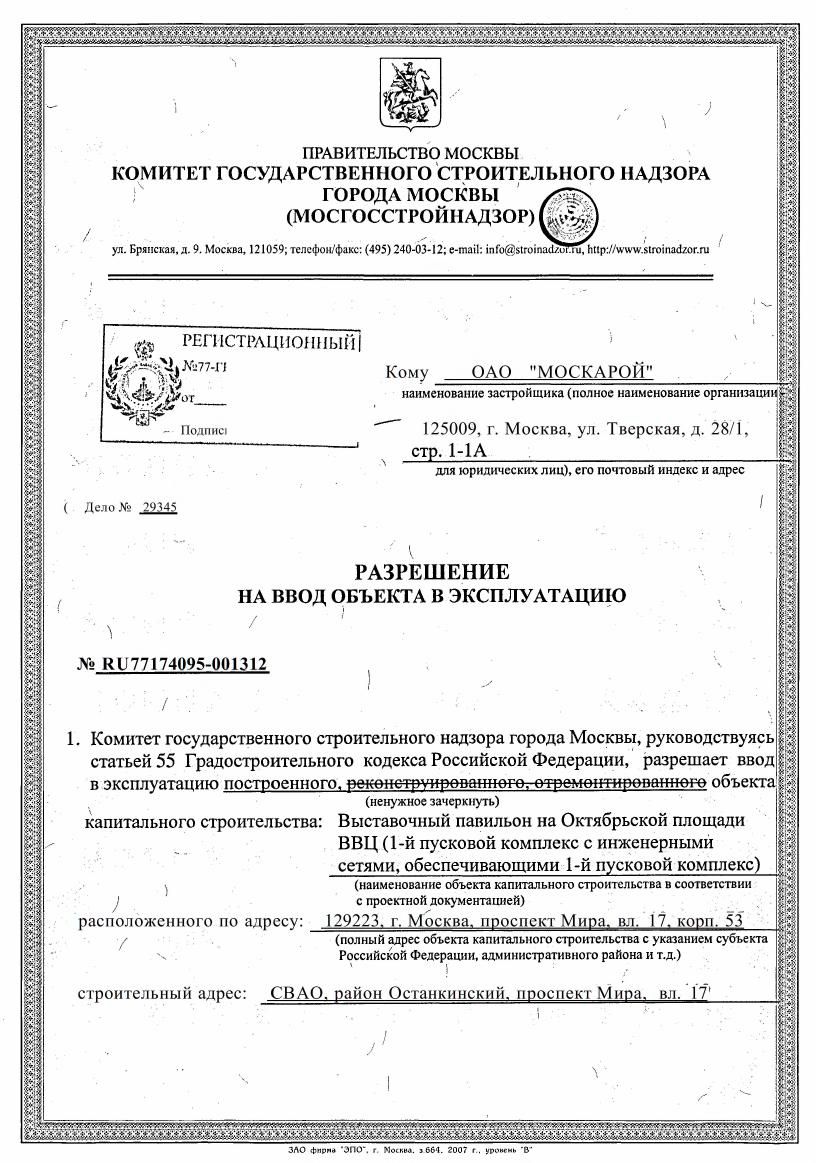 ПРАВИТЕЛЬСТВО МОСКВЫ
КОМИТЕТ ГОСУДАРСТВЕННОГО СТРОИТЕЛЬНОГО НАДЗОРА
ГОРОДА МОСКВЫ
(МОСГОССТРОЙНАДЗОР)
ул. Брянская, д. 9. Москва, 121059; телефон/факс: (495) 240-03-12; e-mail: info@stroinadzor.ru, http://www.stroinadzor.ru
РЕГИСТРАЦИОННЫЙ
№77-ГІ
от
Подпис
Кому ОАО "МОСКАРОЙ"
наименование застройщика (полное наименование организации
125009, г. Москва, ул. Тверская, д. 28/1,
стр. 1-1А
для юридических лиц), его почтовый индекс и адрес
Дело № 29345
РАЗРЕШЕНИЕ
НА ВВОД ОБЪЕКТА В ЭКСПЛУАТАЦИЮ
№ RU77174095-001312
1. Комитет государственного строительного надзора города Москвы, руководствуясь
статьей 55 Градостроительного кодекса Российской Федерации, разрешает ввод
в эксплуатацию построенного, реконструированного, отремонтированного объекта
(ненужное зачеркнуть)
капитального строительства: Выставочный павильон на Октябрьской площади
ВВЦ (1-й пусковой комплекс с инженерными
сетями, обеспечивающими 1-й пусковой комплекс)
(наименование объекта капитального строительства в соответствии
с проектной документацией)
расположенного по адресу: 129223, г. Москва, проспект Мира, вл. 17, корп. 53
(полный адрес объекта капитального строительства с указанием субъекта
Российской Федерации, административного района и т.д.)
строительный адрес: СВАО, район Останкинский, проспект Мира, вл. 17
ЗАО фирма "ЭПО", г. Москва, з.664, 2007 г., уровень "В"